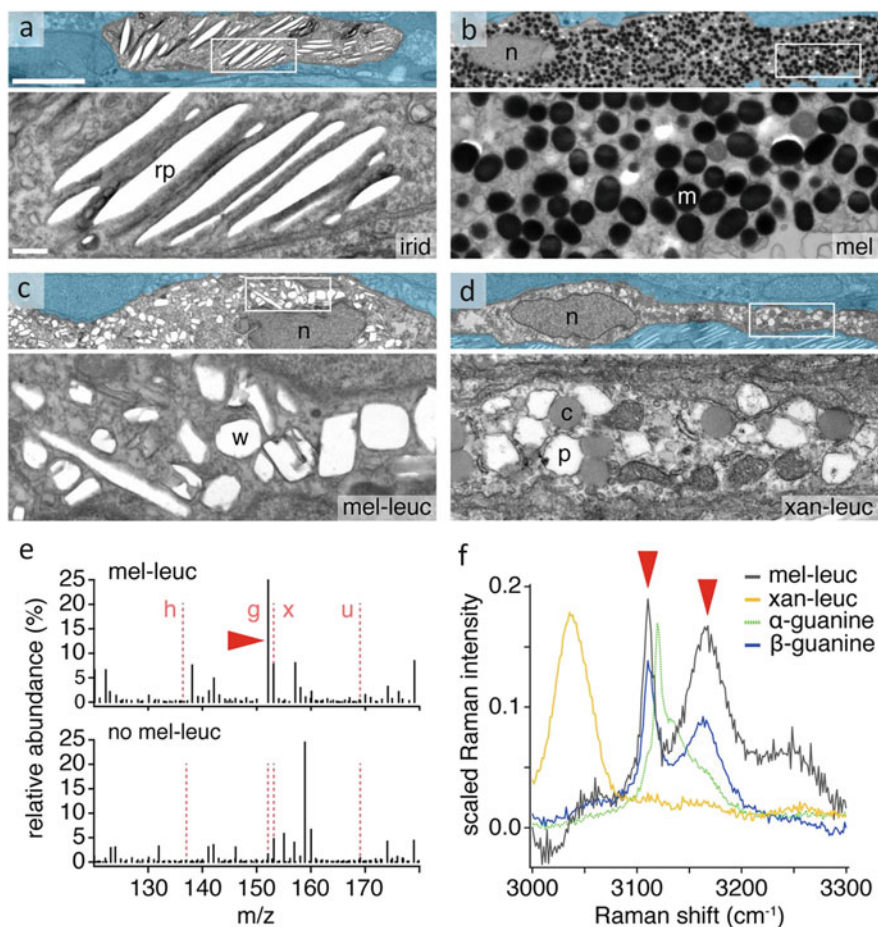 a
b
n
rp
m
irid
mel
c
n
d
n
w
c
p
mel-leuc
xan-leuc
e
mel-leuc
25
20
15
10
5
0
h
g
x
u
no mel-leuc
25
20
15
10
5
0
130
140
150
160
170
m/z
relative abundance (%)
f
mel-leuc
xan-leuc
α-guanine
β-guanine
0.2
0.1
0.0
scaled Raman intensity
3000
3100
3200
3300
Raman shift (cm⁻¹)